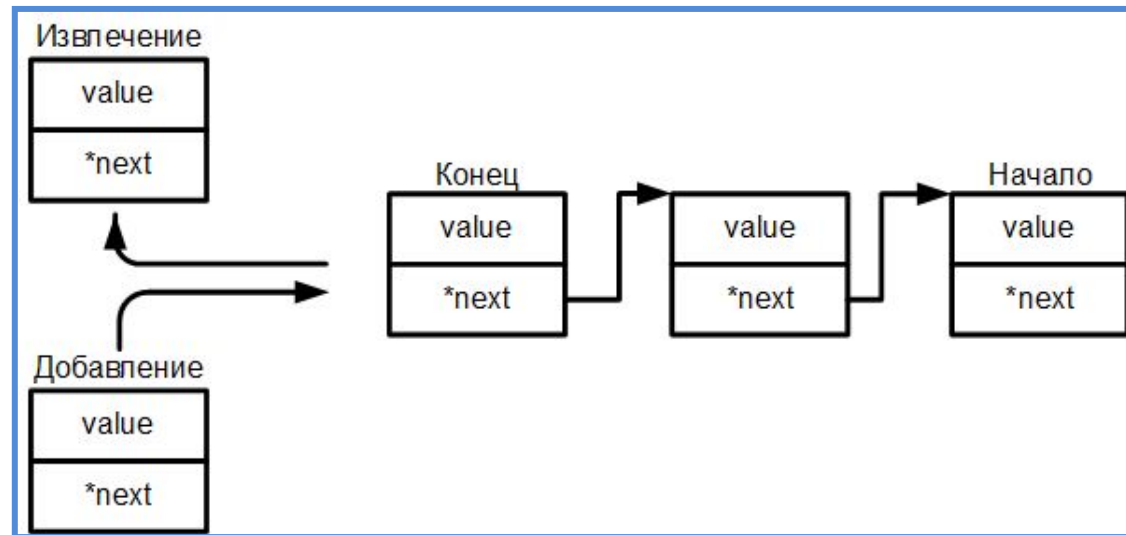 Извлечение
value
*next
Конец
value
*next
value
*next
Начало
value
*next
Добавление
value
*next